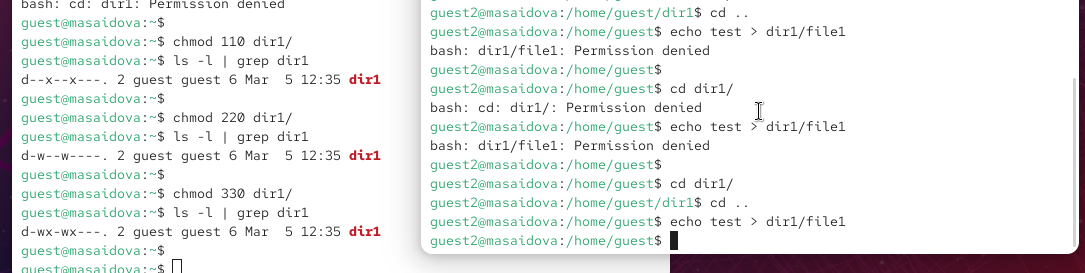 bash: cd: dir1: Permission denied
guest@masaidova:~$
guest@masaidova:~$ chmod 110 dir1/
guest@masaidova:~$ ls -l | grep dir1
d--x--x---. 2 guest guest 6 Mar  5 12:35 dir1
guest@masaidova:~$
guest@masaidova:~$ chmod 220 dir1/
guest@masaidova:~$ ls -l | grep dir1
d-w--w----. 2 guest guest 6 Mar  5 12:35 dir1
guest@masaidova:~$
guest@masaidova:~$ chmod 330 dir1/
guest@masaidova:~$ ls -l | grep dir1
d-wx-wx---. 2 guest guest 6 Mar  5 12:35 dir1
guest@masaidova:~$
guest@masaidova:~$
guest2@masaidova:/home/guest/dir1$ cd ..
guest2@masaidova:/home/guest$ echo test > dir1/file1
bash: dir1/file1: Permission denied
guest2@masaidova:/home/guest$
guest2@masaidova:/home/guest$ cd dir1/
bash: cd: dir1/: Permission denied
guest2@masaidova:/home/guest$ echo test > dir1/file1
bash: dir1/file1: Permission denied
guest2@masaidova:/home/guest$
guest2@masaidova:/home/guest$ cd dir1/
guest2@masaidova:/home/guest/dir1$ cd ..
guest2@masaidova:/home/guest$ echo test > dir1/file1
guest2@masaidova:/home/guest$